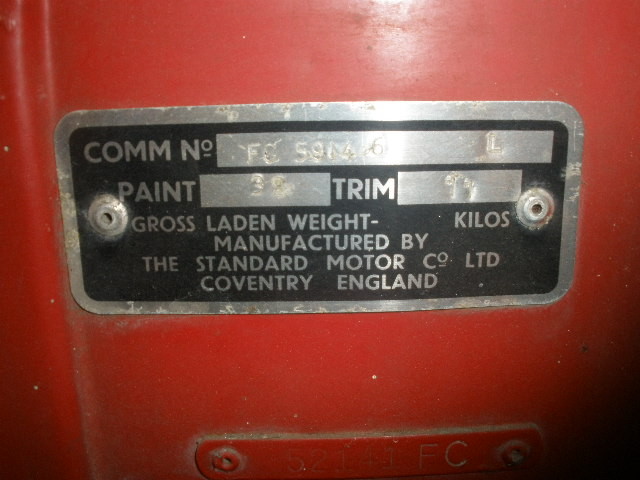 COMM Nº FC 59146 L
PAINT TRIM
GROSS LADEN WEIGHT- KILOS
MANUFACTURED BY
THE STANDARD MOTOR Cº LTD
COVENTRY ENGLAND
FC